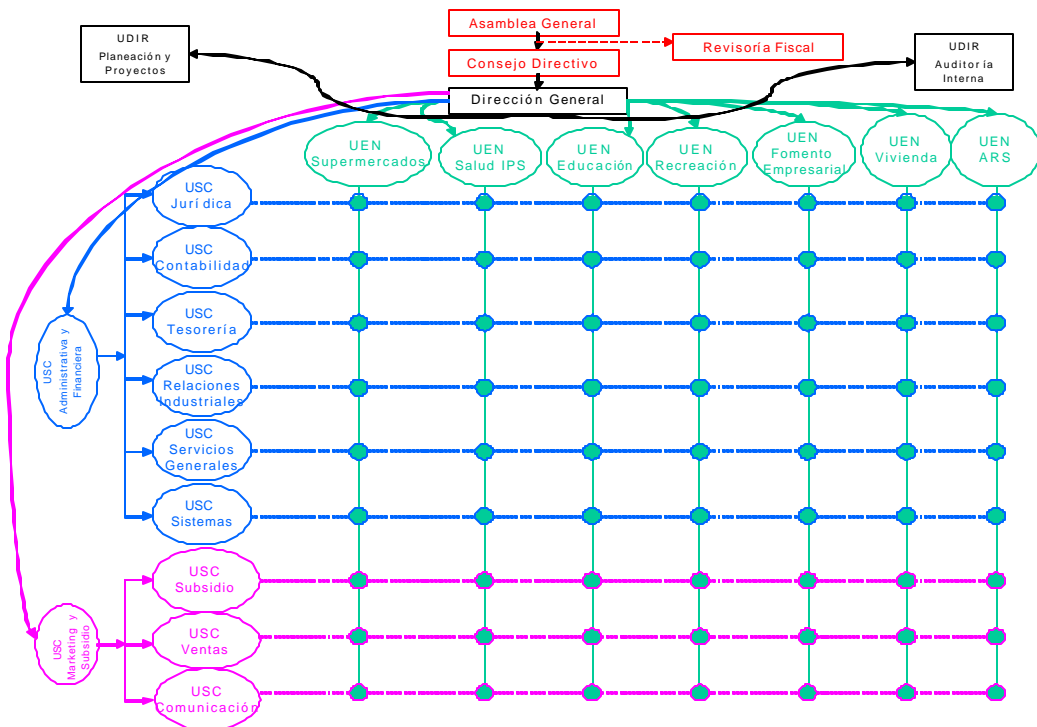 Asamblea General
UDIR
Planeación y
Proyectos
Revisoría Fiscal
UDIR
Auditoría
Interna
Consejo Directivo
Dirección General
UEN
Supermercados
UEN
Salud IPS
UEN
Educación
UEN
Recreación
UEN
Fomento
Empresarial
UEN
Vivienda
UEN
ARS
USC
Jurídica
USC
Contabilidad
USC
Tesorería
USC
Administrativa y
Financiera
USC
Relaciones
Industriales
USC
Servicios
Generales
USC
Sistemas
USC
Subsidio
USC
Marketing y
Subsidio
USC
Ventas
USC
Comunicación